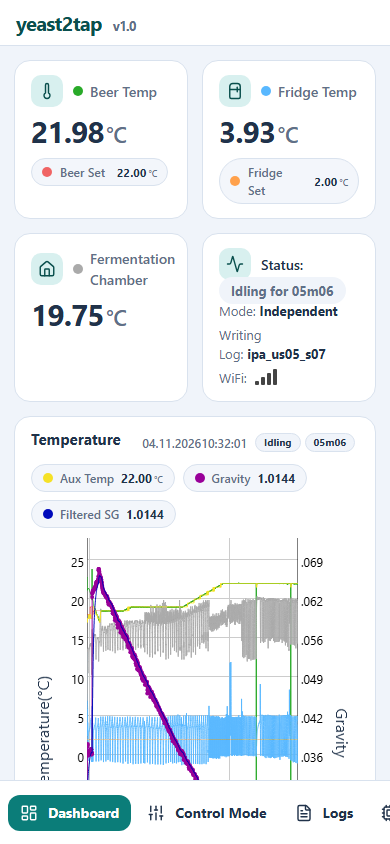 yeast2tap v1.0
Beer Temp
21.98°C
Beer Set 22.00°C
Fridge Temp
3.93°C
Fridge
Set
2.00°C
Fermentation
Chamber
19.75°C
Status:
Idling for 05m06
Mode: Independent
Writing
Log: ipa_us05_s07
WiFi:
Temperature 04.11.202610:32:01 Idling 05m06
Aux Temp 22.00°C Gravity 1.0144
Filtered SG 1.0144
25 .069
20 .062
15 .056
10 .049
5 .042
0 .036
emperature(°C)
Gravity
Dashboard Control Mode Logs